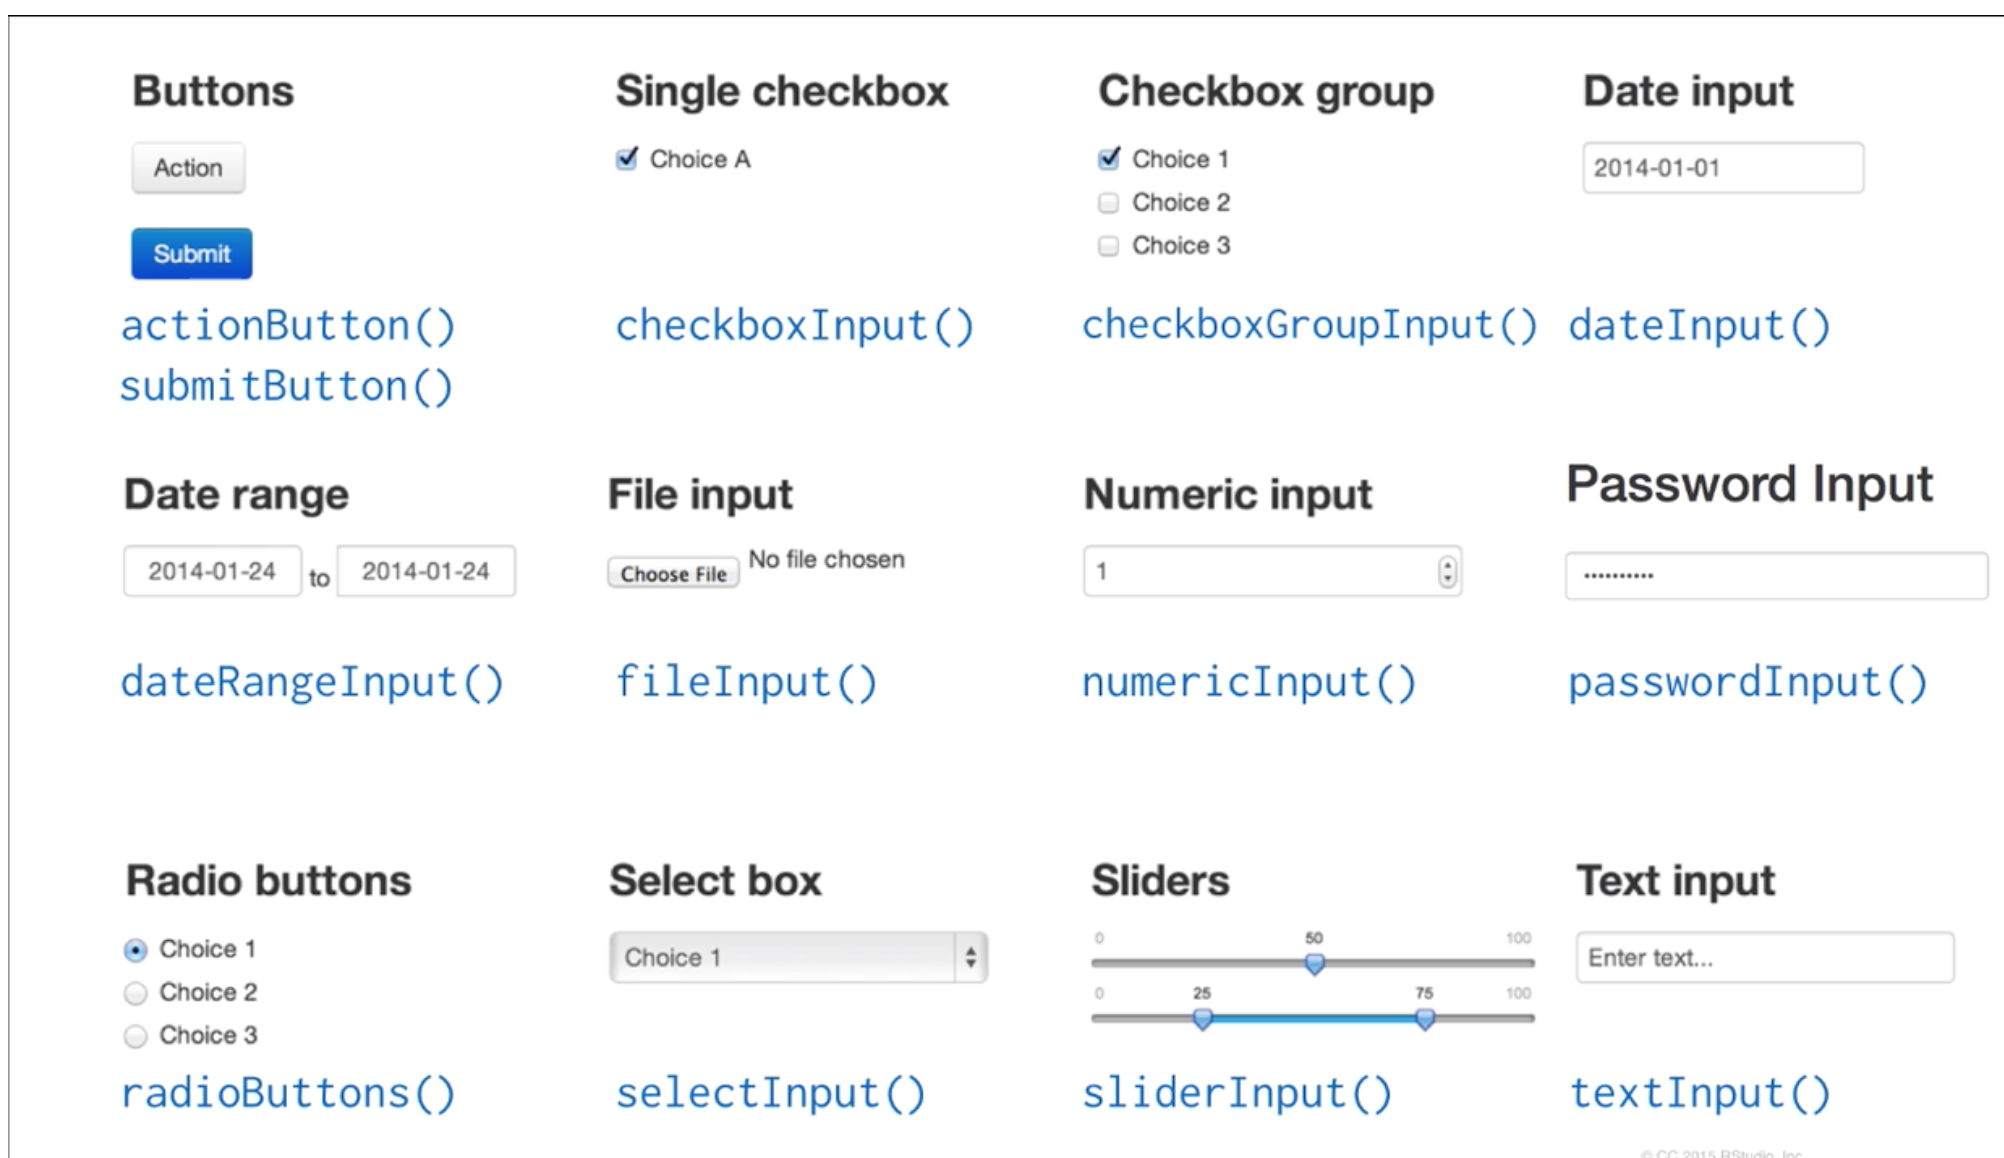 Buttons
Action
Submit
actionButton()
submitButton()
Single checkbox
Choice A
checkboxInput()
Checkbox group
Choice 1
Choice 2
Choice 3
checkboxGroupInput()
Date input
2014-01-01
dateInput()
Date range
2014-01-24 to 2014-01-24
dateRangeInput()
File input
Choose File No file chosen
fileInput()
Numeric input
1
numericInput()
Password Input
••••••••••
passwordInput()
Radio buttons
Choice 1
Choice 2
Choice 3
radioButtons()
Select box
Choice 1
selectInput()
Sliders
0 50 100
0 25 75 100
sliderInput()
Text input
Enter text...
textInput()
© CC 2015 RStudio, Inc.